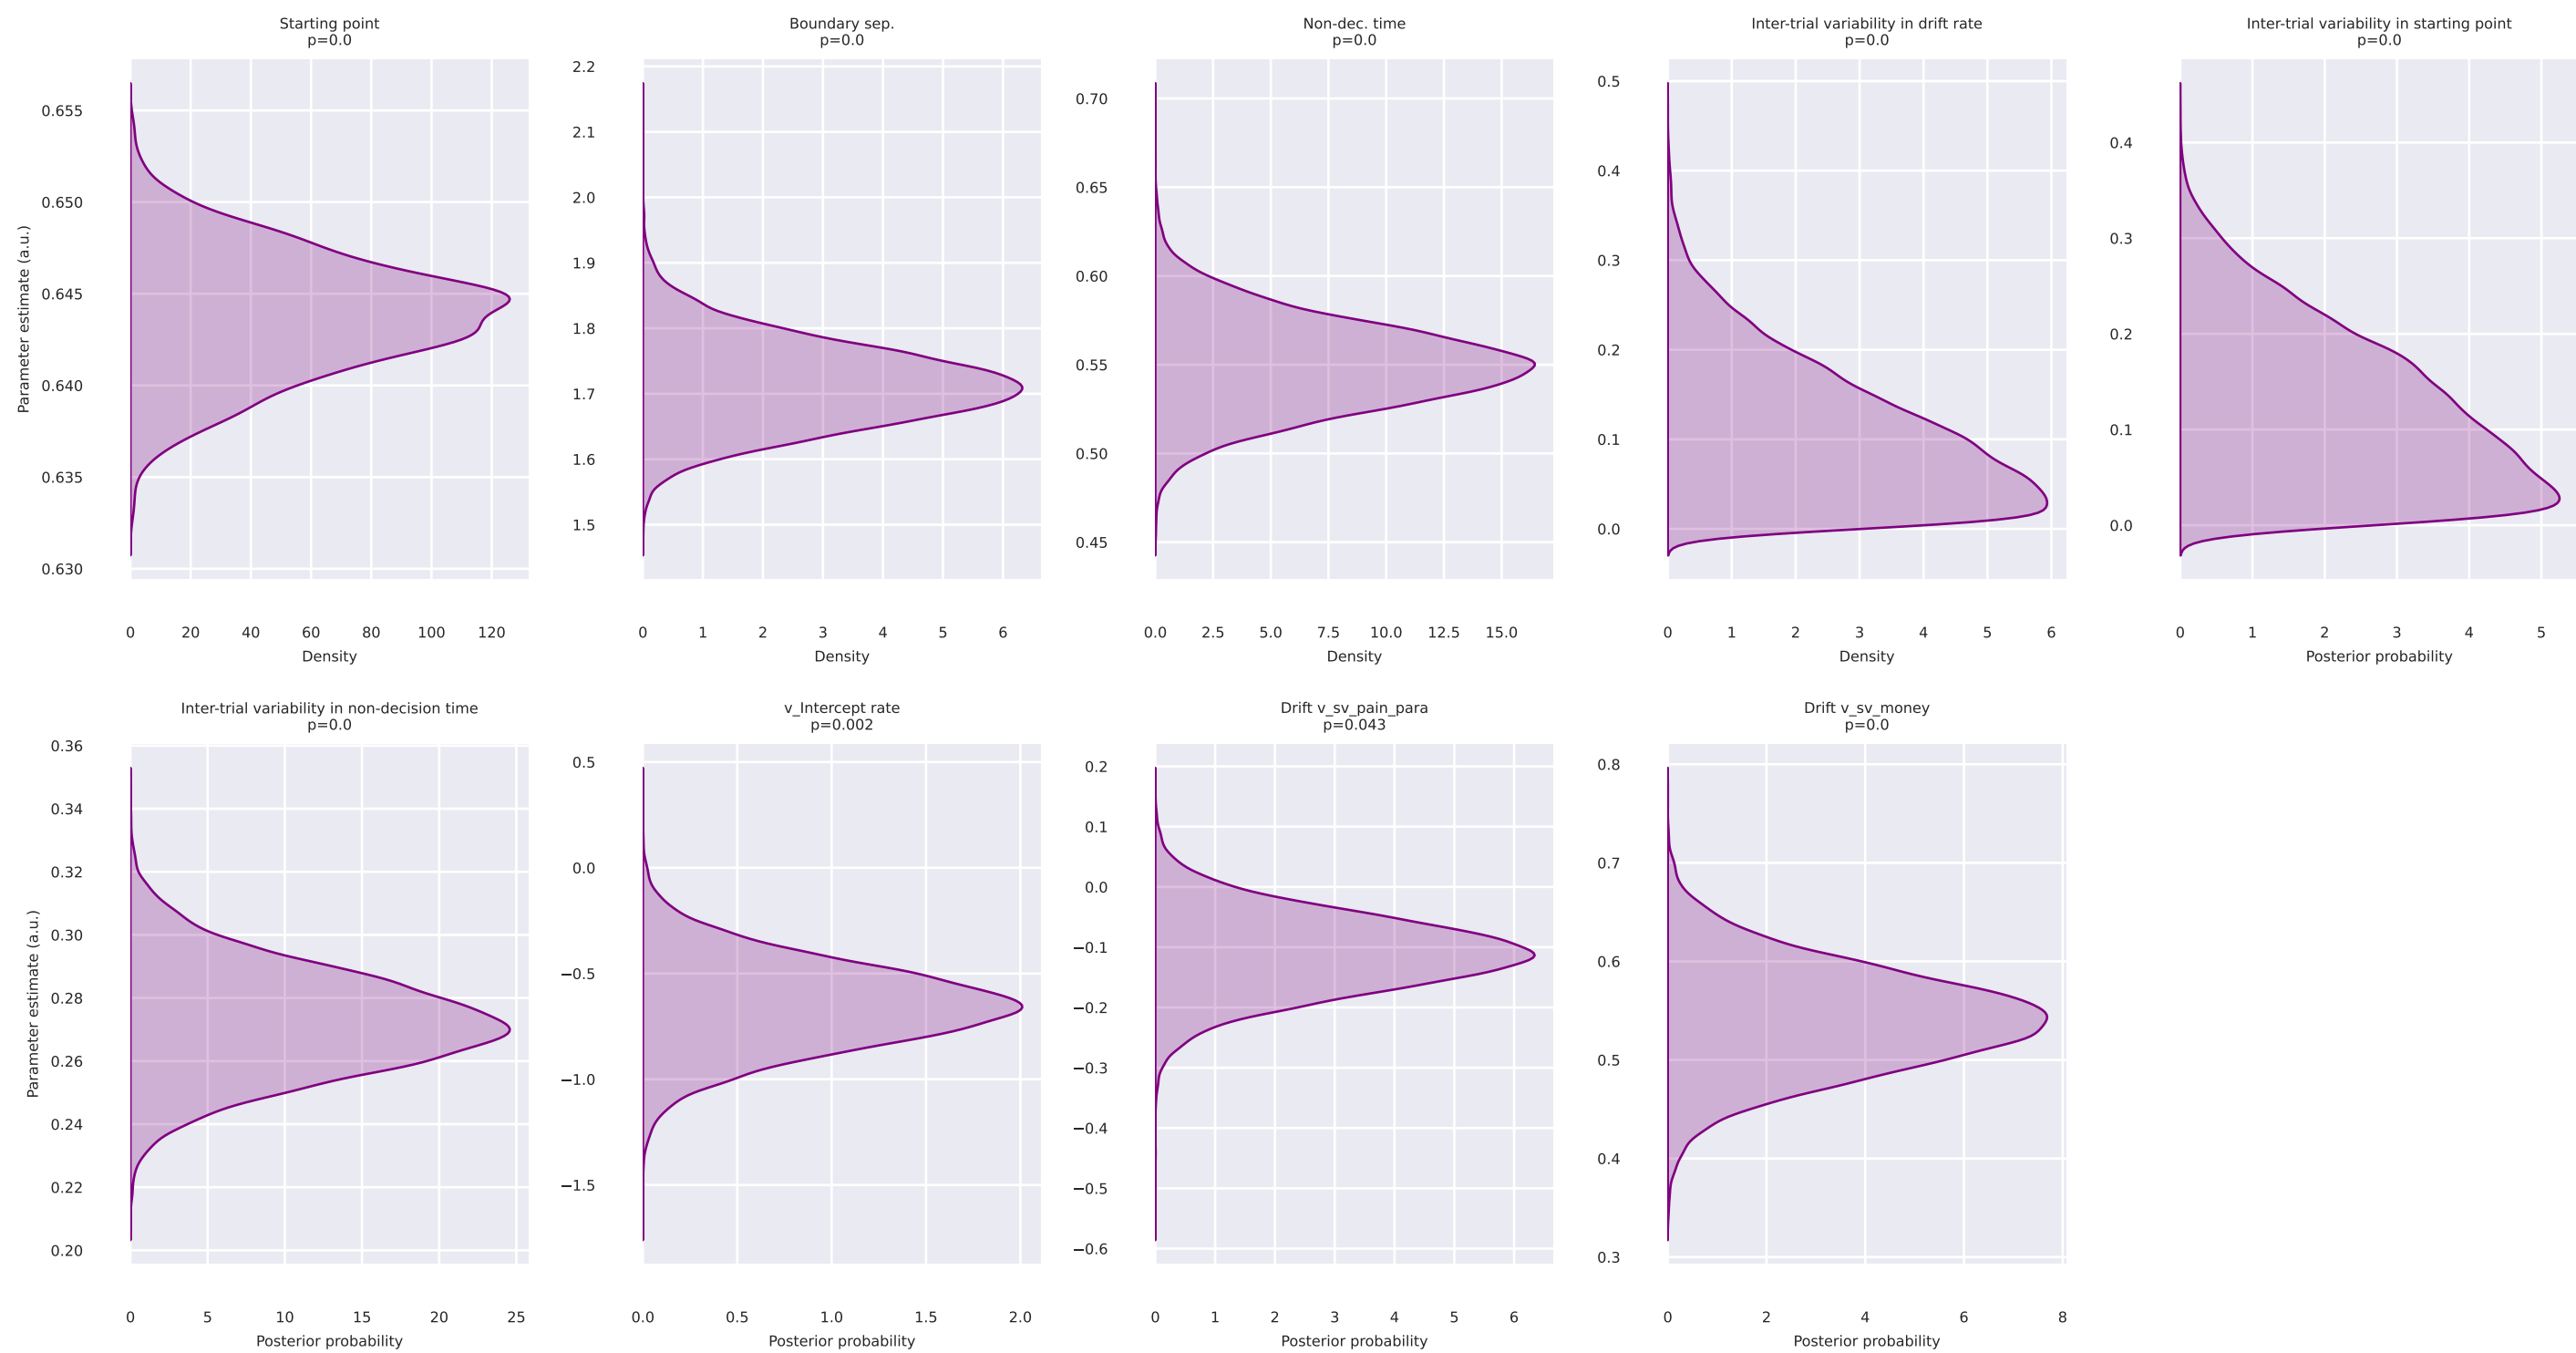 Starting point
p=0.0
Boundary sep.
p=0.0
Non-dec. time
p=0.0
Inter-trial variability in drift rate
p=0.0
Inter-trial variability in starting point
p=0.0
Parameter estimate (a.u.)
0.655
0.650
0.645
0.640
0.635
0.630
0 20 40 60 80 100 120
Density
2.2
2.1
2.0
1.9
1.8
1.7
1.6
1.5
0 1 2 3 4 5 6
Density
0.70
0.65
0.60
0.55
0.50
0.45
0.0 2.5 5.0 7.5 10.0 12.5 15.0
Density
0.5
0.4
0.3
0.2
0.1
0.0
0 1 2 3 4 5 6
Density
0.4
0.3
0.2
0.1
0.0
0 1 2 3 4 5
Posterior probability
Inter-trial variability in non-decision time
p=0.0
v_Intercept rate
p=0.002
Drift v_sv_pain_para
p=0.043
Drift v_sv_money
p=0.0
Parameter estimate (a.u.)
0.36
0.34
0.32
0.30
0.28
0.26
0.24
0.22
0.20
0 5 10 15 20 25
Posterior probability
0.5
0.0
−0.5
−1.0
−1.5
0.0 0.5 1.0 1.5 2.0
Posterior probability
0.2
0.1
0.0
−0.1
−0.2
−0.3
−0.4
−0.5
−0.6
0 1 2 3 4 5 6
Posterior probability
0.8
0.7
0.6
0.5
0.4
0.3
0 2 4 6 8
Posterior probability